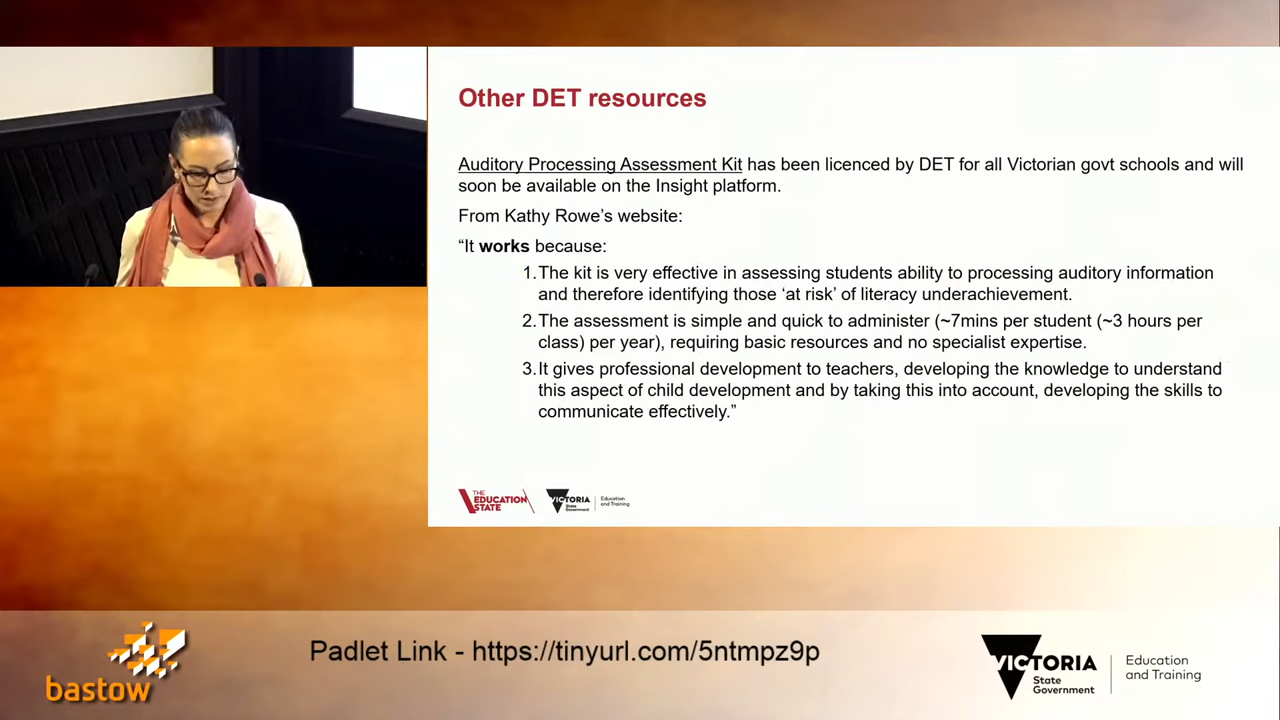 Other DET resources
Auditory Processing Assessment Kit has been licenced by DET for all Victorian govt schools and will
soon be available on the Insight platform.
From Kathy Rowe’s website:
“It works because:
1. The kit is very effective in assessing students ability to processing auditory information
and therefore identifying those ‘at risk’ of literacy underachievement.
2. The assessment is simple and quick to administer (~7mins per student (~3 hours per
class) per year), requiring basic resources and no specialist expertise.
3. It gives professional development to teachers, developing the knowledge to understand
this aspect of child development and by taking this into account, developing the skills to
communicate effectively.”
THE
EDUCATION
STATE
VICTORIA
State
Government
Education
and Training
bastow
Padlet Link - https://tinyurl.com/5ntmpz9p
VICTORIA
State
Government
Education
and Training